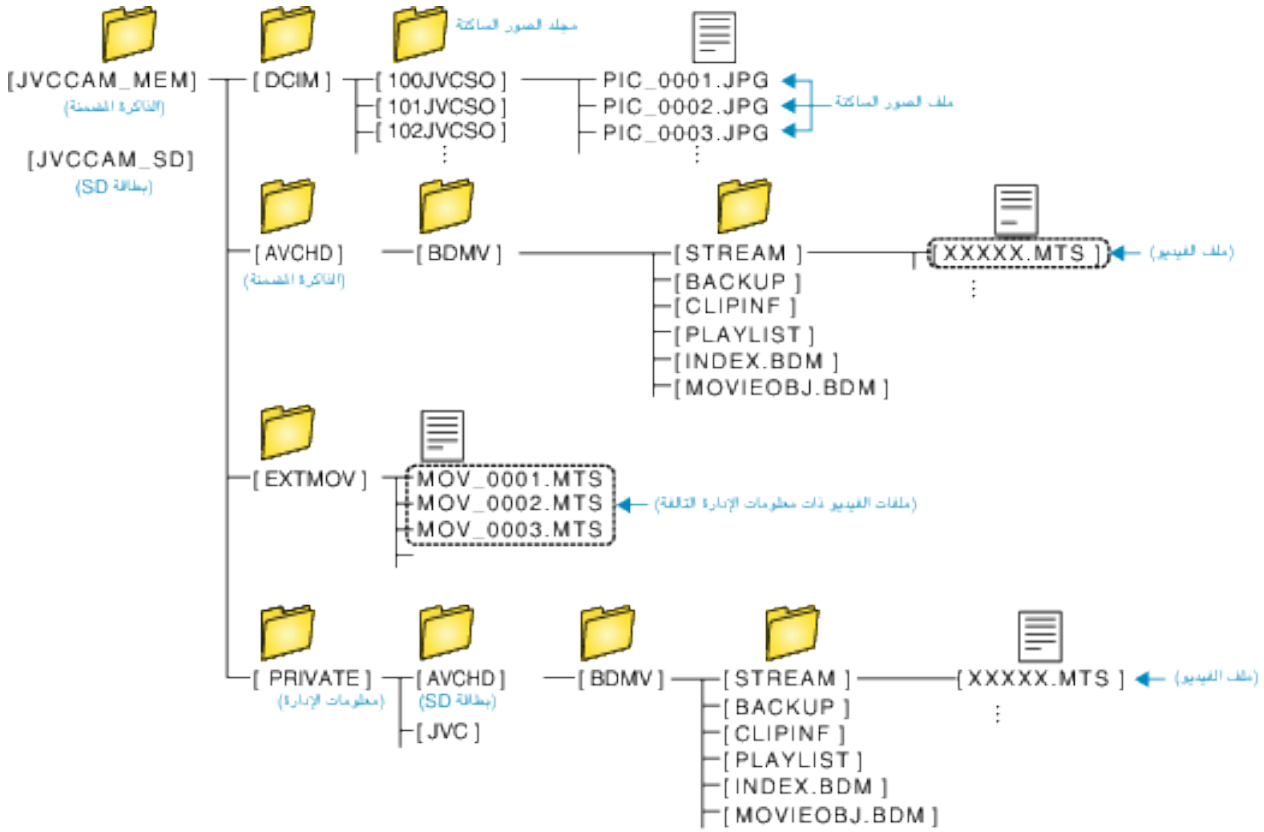 مجلد الصور الساكنة
[JVCCAM_MEM]
(الذاكرة المضمنة)
[JVCCAM_SD]
(بطاقة SD)
[DCIM]
[100JVCSO]
[101JVCSO]
[102JVCSO]
PIC_0001.JPG
PIC_0002.JPG
PIC_0003.JPG
ملف الصور الساكنة
[AVCHD]
(الذاكرة المضمنة)
[BDMV]
[STREAM]
[BACKUP]
[CLIPINF]
[PLAYLIST]
[INDEX.BDM]
[MOVIEOBJ.BDM]
[XXXXX.MTS]
(ملف الفيديو)
[EXTMOV]
MOV_0001.MTS
MOV_0002.MTS
MOV_0003.MTS
(ملفات الفيديو ذات معلومات الإدارة التالفة)
[PRIVATE]
(معلومات الإدارة)
[AVCHD]
(بطاقة SD)
[JVC]
[BDMV]
[STREAM]
[BACKUP]
[CLIPINF]
[PLAYLIST]
[INDEX.BDM]
[MOVIEOBJ.BDM]
[XXXXX.MTS]
(ملف الفيديو)